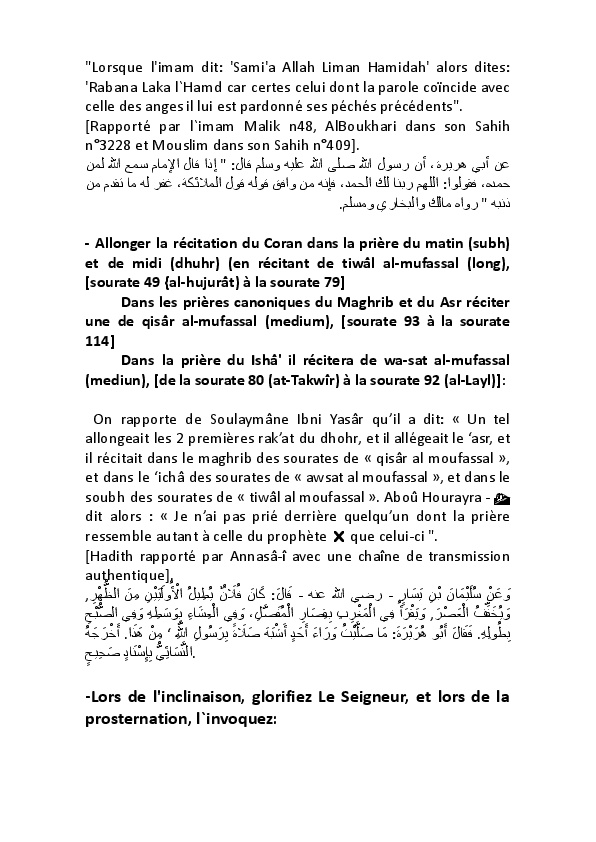 "Lorsque l'imam dit: 'Sami'a Allah Liman Hamidah' alors dites:
'Rabana Laka l`Hamd car certes celui dont la parole coïncide avec
celle des anges il lui est pardonné ses péchés précédents".
[Rapporté par l`imam Malik n48, AlBoukhari dans son Sahih
n°3228 et Mouslim dans son Sahih n°409].
عن أبي هريرة، أن رسول الله صلى الله عليه وسلم قال: " إذا قال الإمام سمع الله لمن
حمده، فقولوا: اللهم ربنا لك الحمد، فإنه من وافق قوله قول الملائكة، غفر له ما تقدم من
ذنبه " رواه مالك والبخاري ومسلم.
- Allonger la récitation du Coran dans la prière du matin (subh)
et de midi (dhuhr) (en récitant de tiwâl al-mufassal (long),
[sourate 49 {al-hujurât) à la sourate 79]
Dans les prières canoniques du Maghrib et du Asr réciter
une de qisâr al-mufassal (medium), [sourate 93 à la sourate
114]
Dans la prière du Ishâ' il récitera de wa-sat al-mufassal
(mediun), [de la sourate 80 (at-Takwîr) à la sourate 92 (al-Layl)]:
On rapporte de Soulaymâne Ibni Yasâr qu’il a dit: « Un tel
allongeait les 2 premières rak’at du dhohr, et il allégeait le ‘asr, et
il récitait dans le maghrib des sourates de « qisâr al moufassal »,
et dans le ‘ichâ des sourates de « awsat al moufassal », et dans le
soubh des sourates de « tiwâl al moufassal ». Aboû Hourayra -
dit alors : « Je n’ai pas prié derrière quelqu’un dont la prière
ressemble autant à celle du prophète que celui-ci ".
[Hadith rapporté par Annasâ-î avec une chaîne de transmission
authentique],
وَعَنْ سُلَيْمَانَ بْنِ يَسَارٍ - رضي الله عنه - قَالَ: كَانَ فُلَانٌ يُطِيلُ الْأُولَيَيْنِ مِنَ الظُّهْرِ,
وَيُخَفِّفُ الْعَصْرَ, وَيَقْرَأُ فِي الْمَغْرِبِ بِقِصَارِ الْمُفَصَّلِ، وَفِي الْعِشَاءِ بِوَسَطِهِ وَفِي الصُّبْحِ
بِطُولِهِ. فَقَالَ أَبُو هُرَيْرَةَ: مَا صَلَّيْتُ وَرَاءَ أَحَدٍ أَشْبَهَ صَلَاةً بِرَسُولِ اللَّهِ ‘ مِنْ هَذَا. أَخْرَجَهُ
النَّسَائِيُّ بِإِسْنَادٍ صَحِيحٍ.
-Lors de l'inclinaison, glorifiez Le Seigneur, et lors de la
prosternation, l`invoquez: